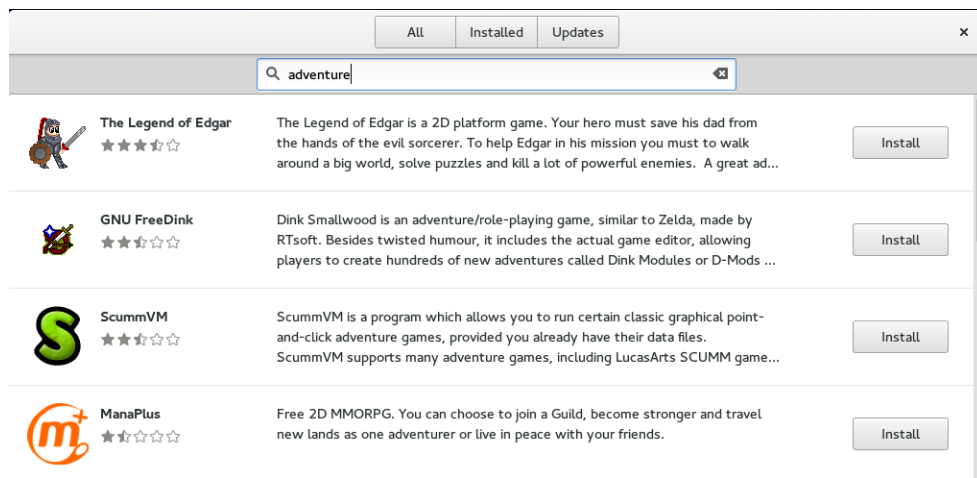 All Installed Updates ×
adventure
The Legend of Edgar
The Legend of Edgar is a 2D platform game. Your hero must save his dad from
the hands of the evil sorcerer. To help Edgar in his mission you must to walk
around a big world, solve puzzles and kill a lot of powerful enemies.  A great ad...
Install
GNU FreeDink
Dink Smallwood is an adventure/role-playing game, similar to Zelda, made by
RTsoft. Besides twisted humour, it includes the actual game editor, allowing
players to create hundreds of new adventures called Dink Modules or D-Mods ...
Install
ScummVM
ScummVM is a program which allows you to run certain classic graphical point-
and-click adventure games, provided you already have their data files.
ScummVM supports many adventure games, including LucasArts SCUMM game...
Install
ManaPlus
Free 2D MMORPG. You can choose to join a Guild, become stronger and travel
new lands as one adventurer or live in peace with your friends.
Install